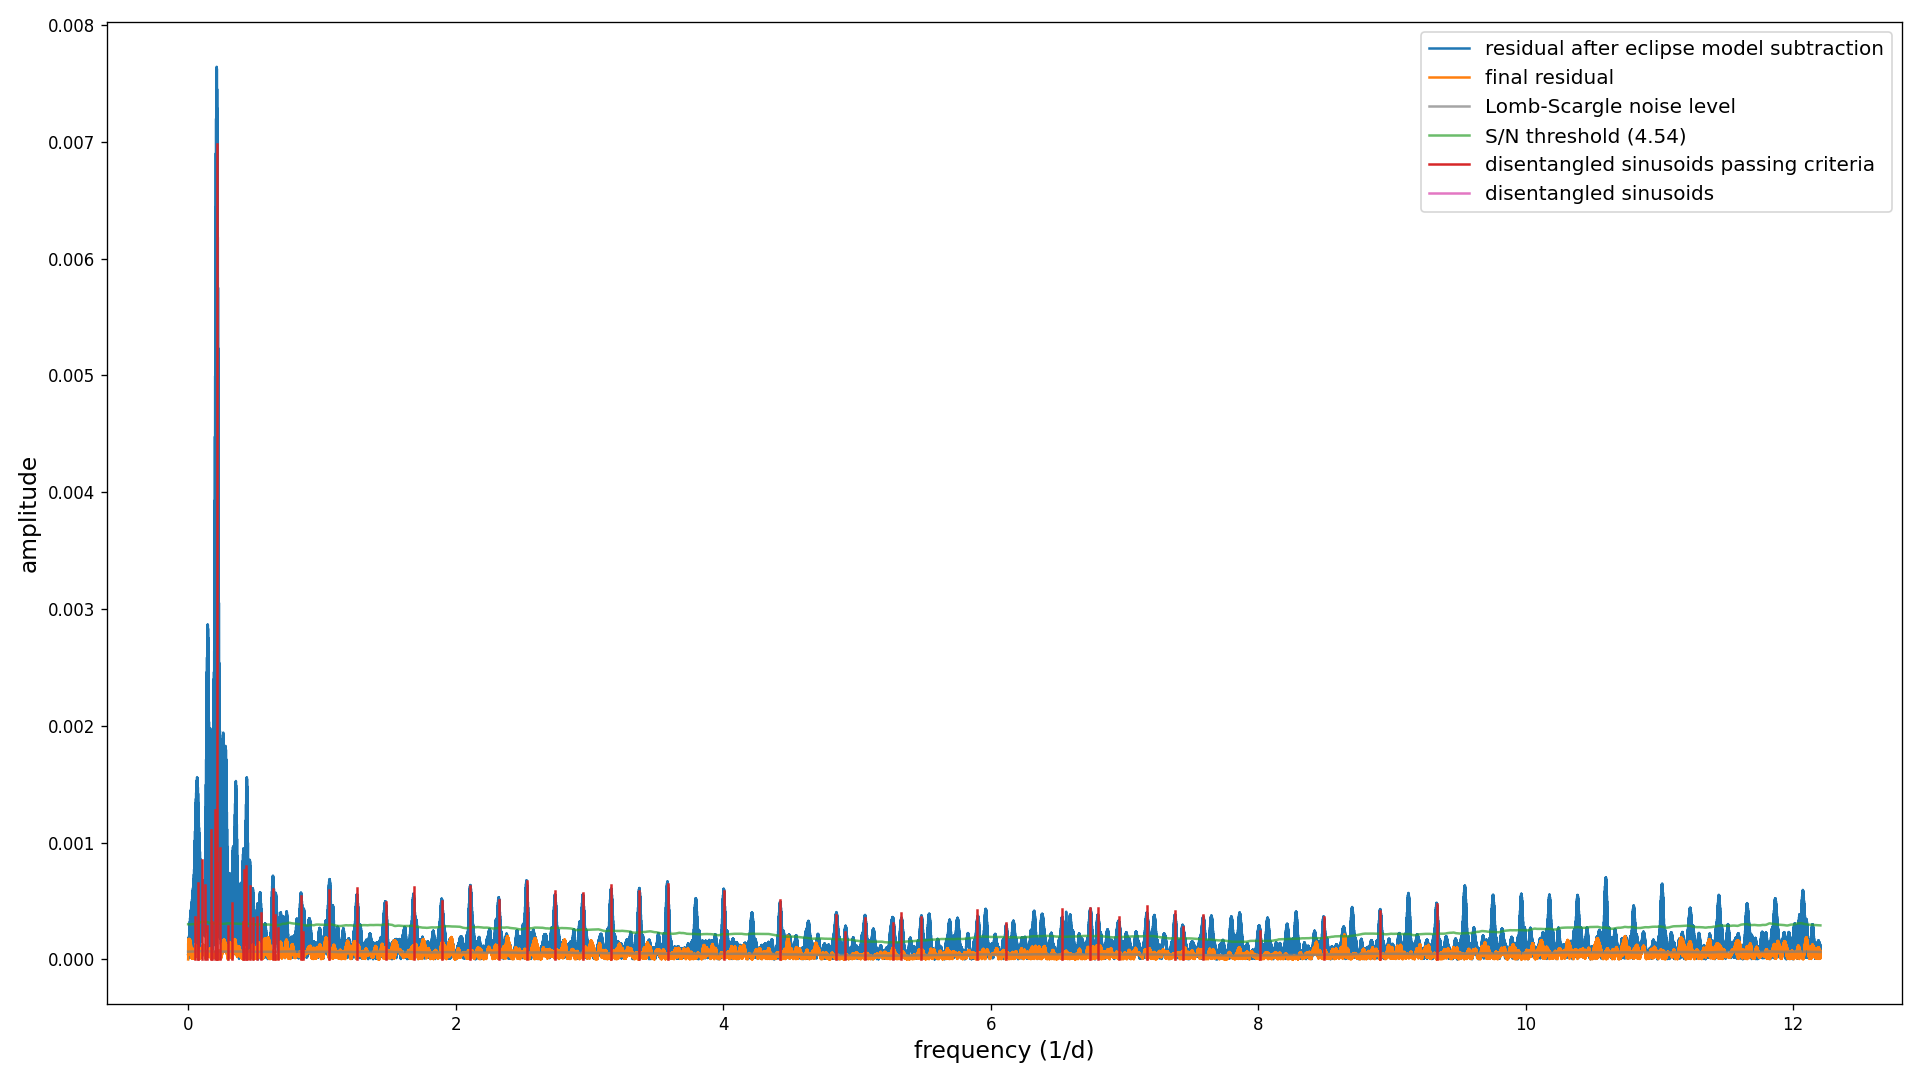 0.008
0.007
0.006
0.005
0.004
0.003
0.002
0.001
0.000
amplitude
residual after eclipse model subtraction
final residual
Lomb-Scargle noise level
S/N threshold (4.54)
disentangled sinusoids passing criteria
disentangled sinusoids
0 2 4 6 8 10 12
frequency (1/d)